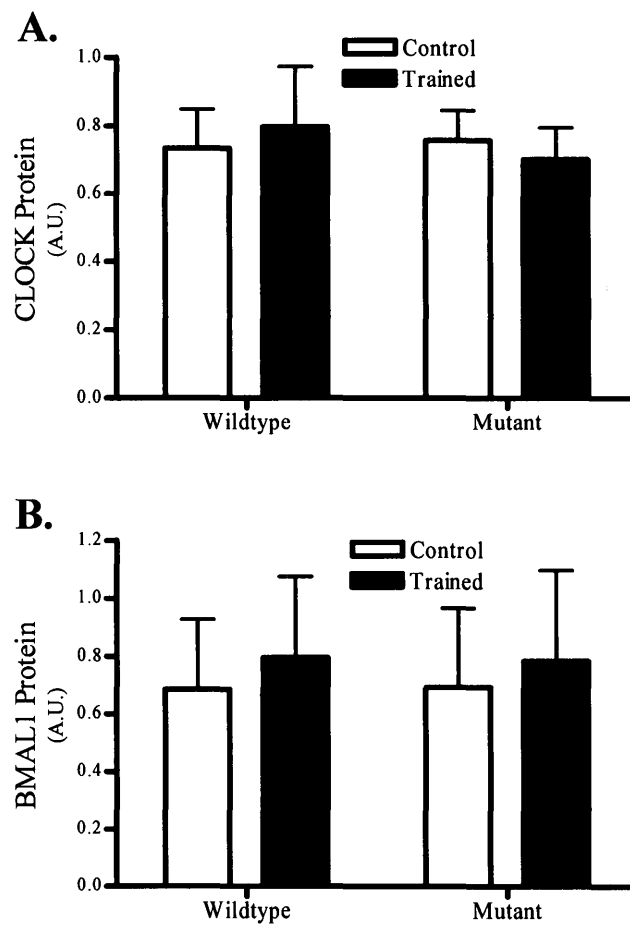 A.
CLOCK Protein
(A.U.)
1.0
0.8
0.6
0.4
0.2
0.0
Control
Trained
Wildtype
Mutant
B.
BMAL1 Protein
(A.U.)
1.2
1.0
0.8
0.6
0.4
0.2
0.0
Control
Trained
Wildtype
Mutant